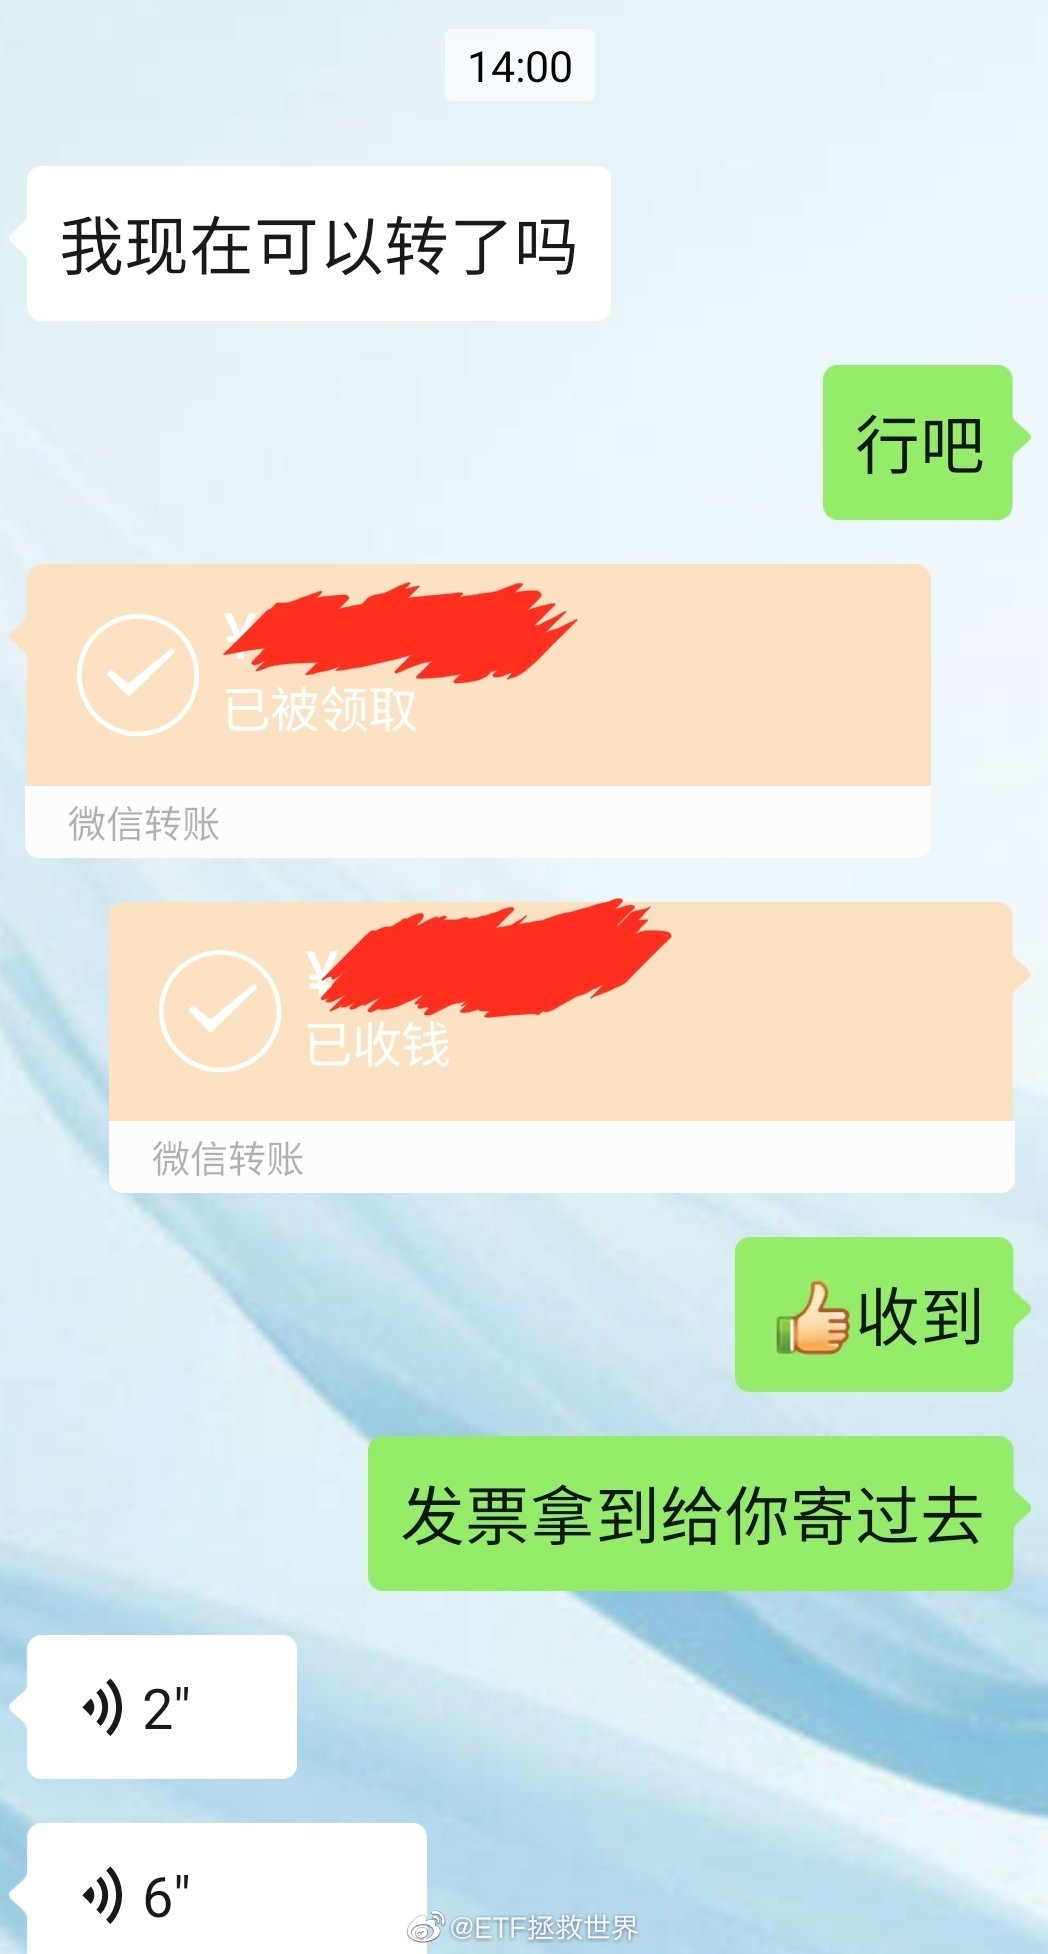 14:00
我现在可以转了吗
行吧
¥
已被领取
微信转账
¥
已收钱
微信转账
👍收到
发票拿到给你寄过去
2"
6"
@ETF拯救世界